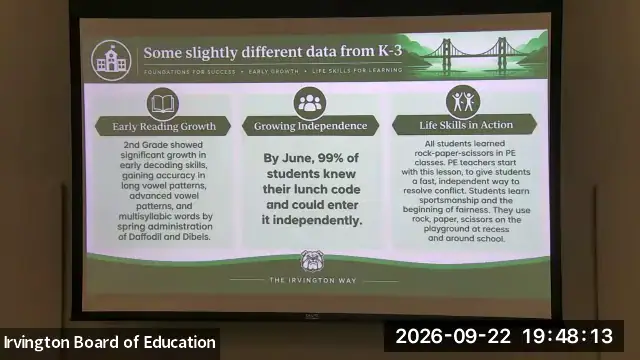 Some slightly different data from K-3
FOUNDATIONS FOR SUCCESS • EARLY GROWTH • LIFE SKILLS FOR LEARNING
Early Reading Growth
2nd Grade showed
significant growth in
early decoding skills,
gaining accuracy in
long vowel patterns,
advanced vowel
patterns, and
multisyllabic words by
spring administration
of Daffodil and Dibels.
Growing Independence
By June, 99% of
students knew
their lunch code
and could enter
it independently.
Life Skills in Action
All students learned
rock-paper-scissors in PE
classes. PE teachers start
with this lesson, to give students
a fast, independent way to
resolve conflict. Students learn
sportsmanship and the
beginning of fairness. They use
rock, paper, scissors on the
playground at recess
and around school.
THE IRVINGTON WAY
Irvington Board of Education
2026-09-22 19:48:13